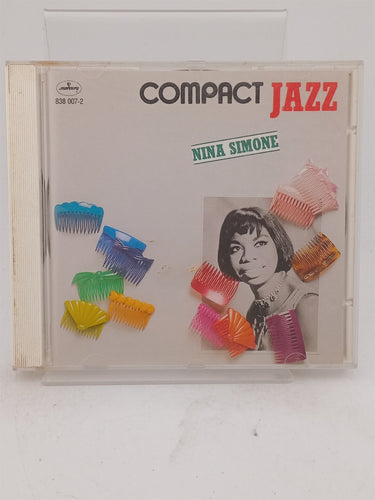 mercury
838 007-2
COMPACT JAZZ
NINA SIMONE